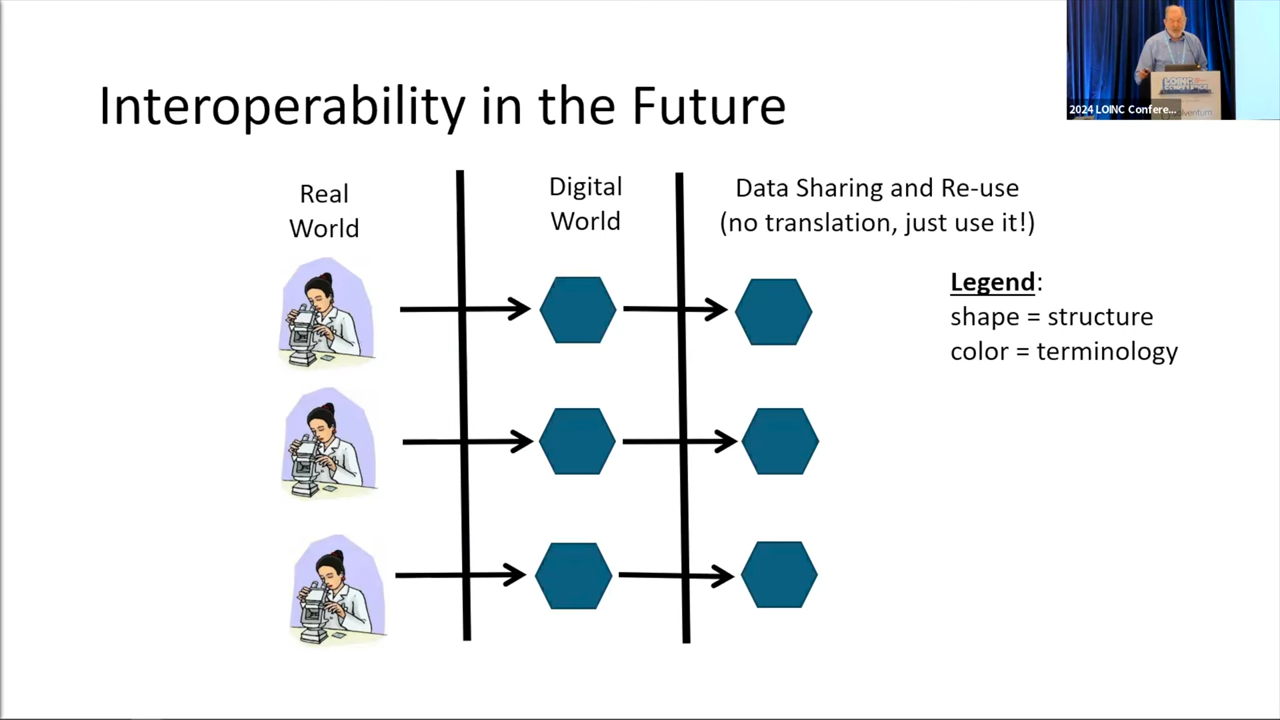 Interoperability in the Future
Real
World
Digital
World
Data Sharing and Re-use
(no translation, just use it!)
Legend:
shape = structure
color = terminology
2024 LOINC Confere...
LOINC